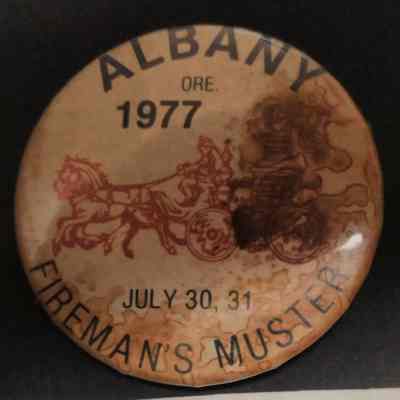 ALBANY
ORE.
1977
JULY 30, 31
FIREMAN'S MUSTER